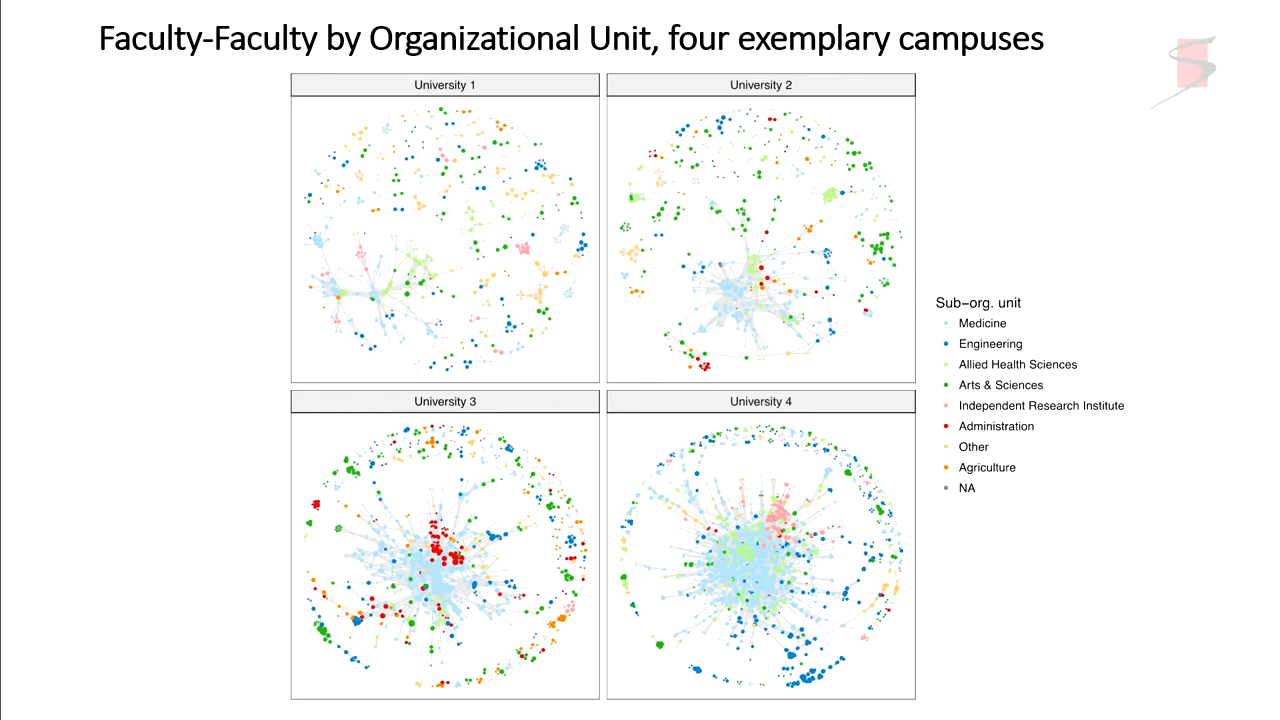 Faculty-Faculty by Organizational Unit, four exemplary campuses
University 1
University 2
University 3
University 4
Sub-org. unit
Medicine
Engineering
Allied Health Sciences
Arts & Sciences
Independent Research Institute
Administration
Other
Agriculture
NA